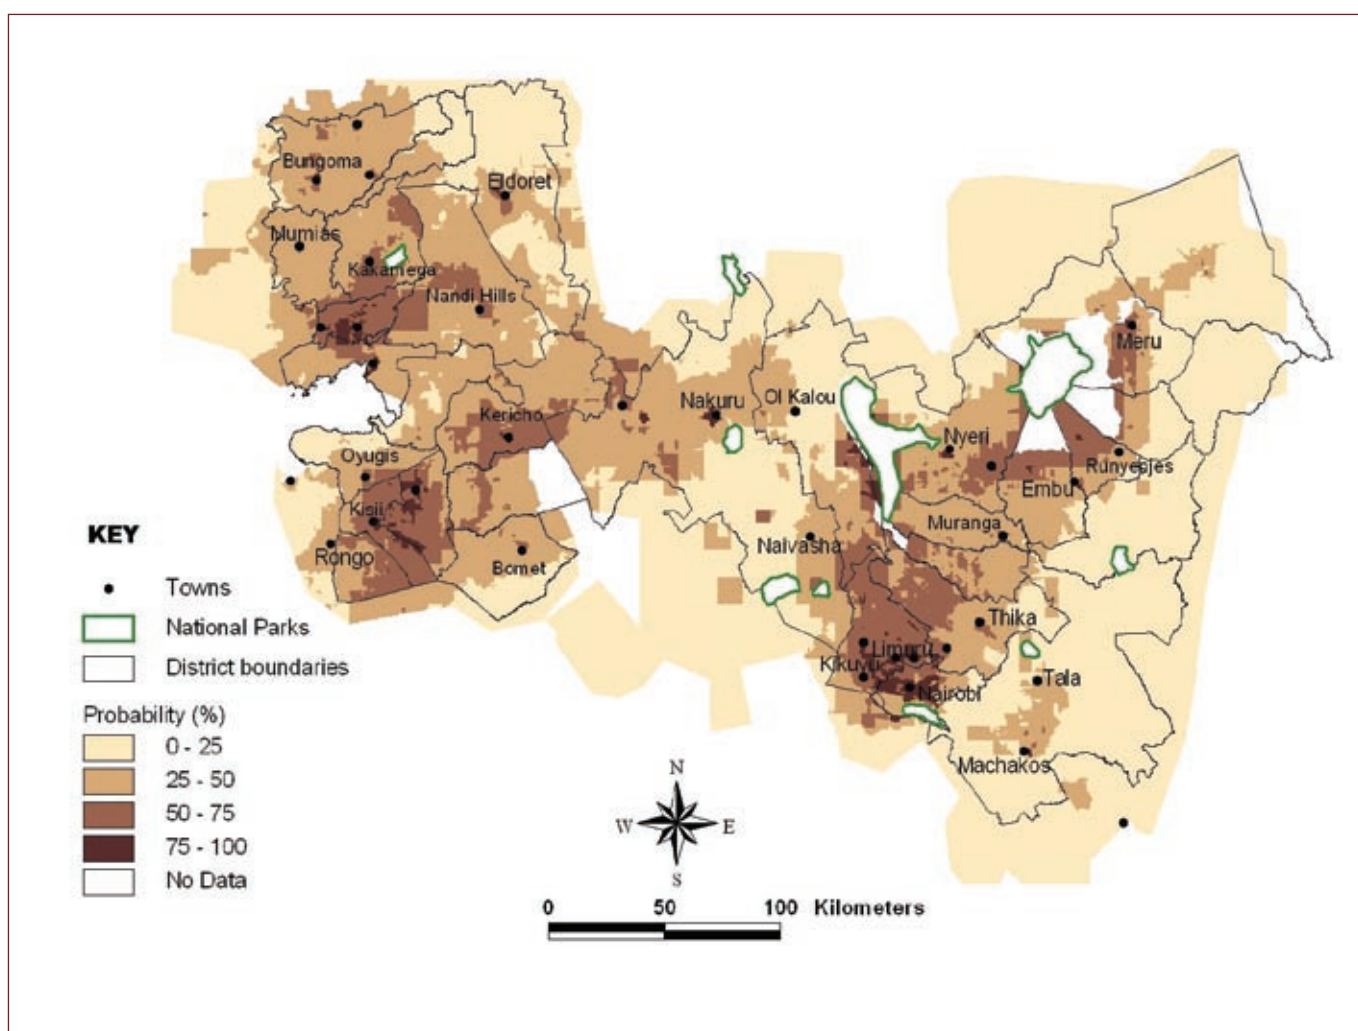 Bungoma
Eldoret
Mumias
Kakamega
Nandi Hills
Meru
Kericho
Nakuru
Ol Kalou
Nyeri
Oyugis
Runyenjes
Embu
Kisii
Muranga
KEY
Rongo
Naivasha
Bomet
Towns
National Parks
Thika
District boundaries
Limuru
Kikuyu
Tala
Nairobi
Probability (%)
0 - 25
25 - 50
Machakos
50 - 75
75 - 100
No Data
N
W E
S
0 50 100 Kilometers